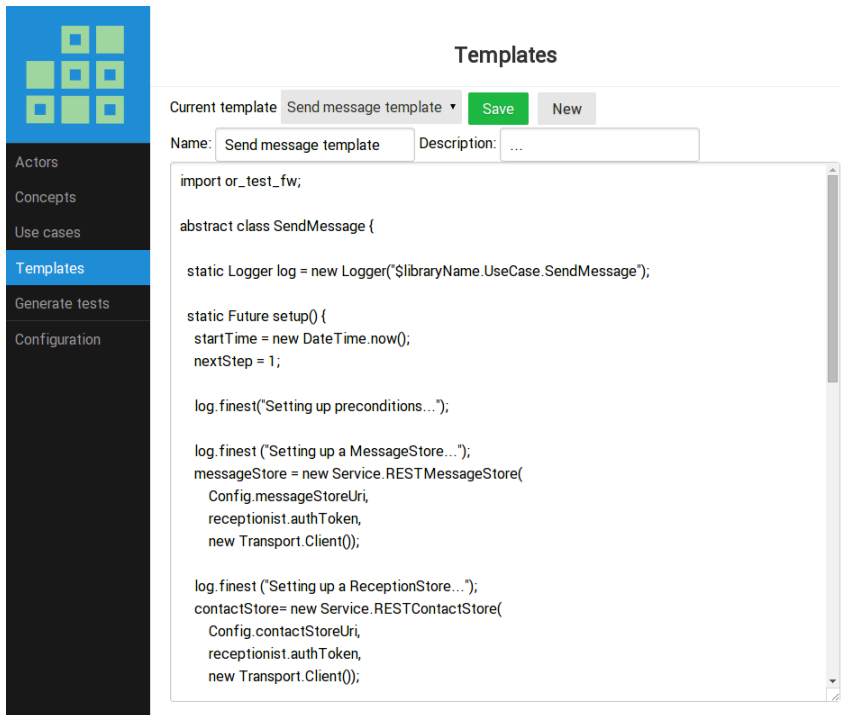 Templates
Current template Send message template Save New
Name: Send message template Description: ...
Actors
Concepts
Use cases
Templates
Generate tests
Configuration
import or_test_fw;
abstract class SendMessage {
static Logger log = new Logger("$libraryName.UseCase.SendMessage");
static Future setup() {
startTime = new DateTime.now();
nextStep = 1;
log.finest("Setting up preconditions...");
log.finest ("Setting up a MessageStore...");
messageStore = new Service.RESTMessageStore(
Config.messageStoreUri,
receptionist.authToken,
new Transport.Client());
log.finest ("Setting up a ReceptionStore...");
contactStore= new Service.RESTContactStore(
Config.contactStoreUri,
receptionist.authToken,
new Transport.Client());